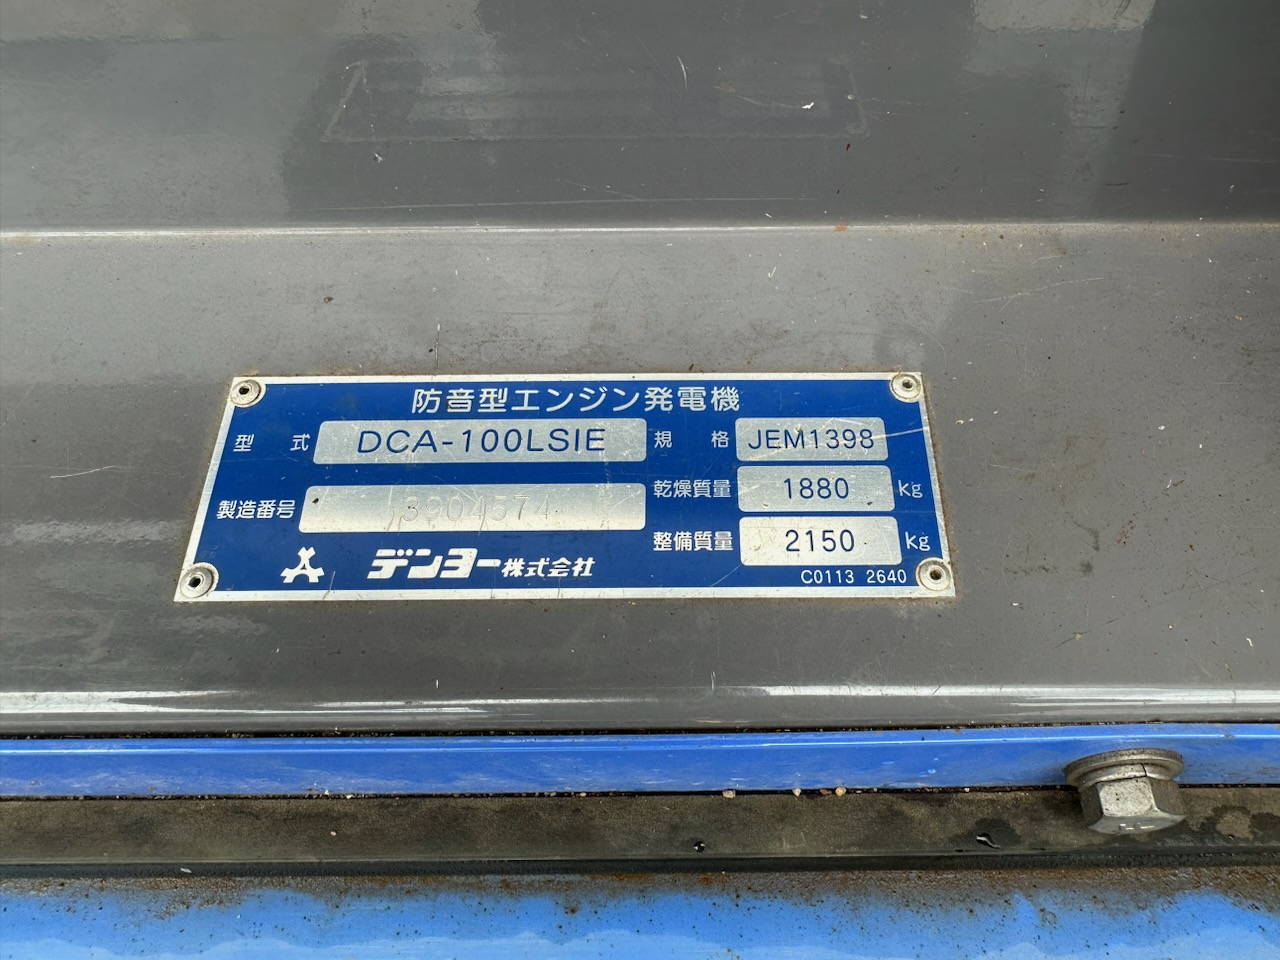 防音型エンジン発電機
型式 DCA-100LSIE 規格 JEM1398
製造番号 3904574 乾燥質量 1880 Kg
整備質量 2150 Kg
デンヨー株式会社
C0113 2640